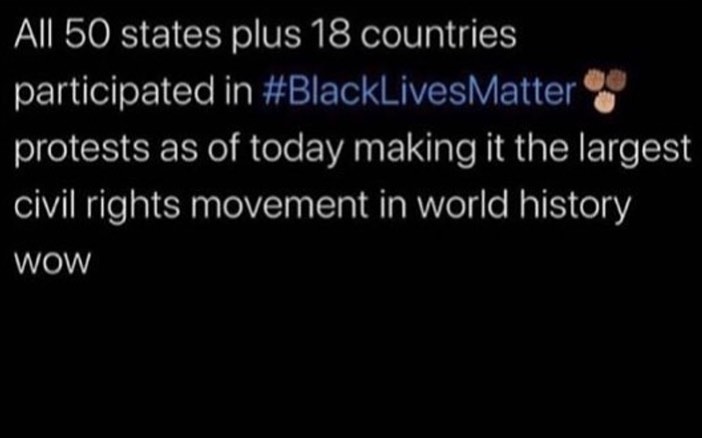 All 50 states plus 18 countries
participated in #BlackLivesMatter ✊🏽✊🏾✊🏼
protests as of today making it the largest
civil rights movement in world history
wow